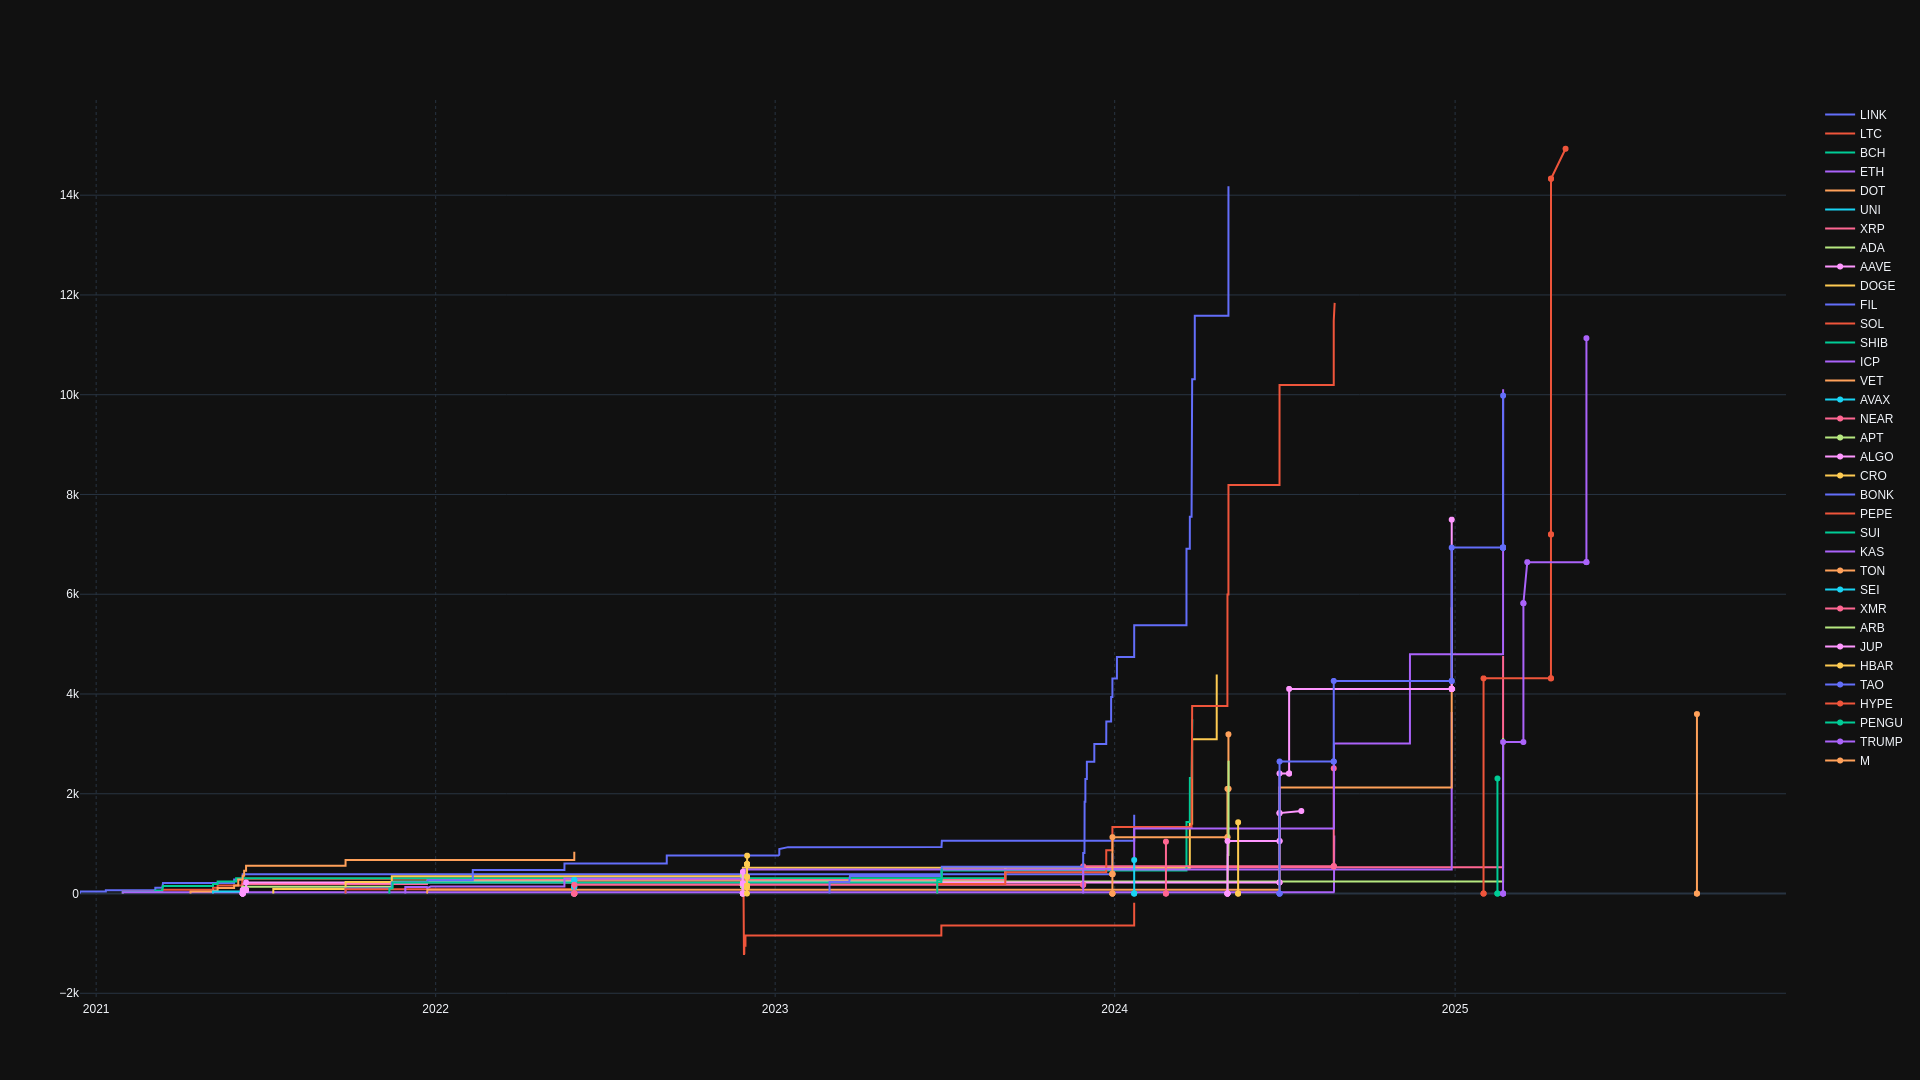 14k
12k
10k
8k
6k
4k
2k
0
−2k
2021
2022
2023
2024
2025
LINK
LTC
BCH
ETH
DOT
UNI
XRP
ADA
AAVE
DOGE
FIL
SOL
SHIB
ICP
VET
AVAX
NEAR
APT
ALGO
CRO
BONK
PEPE
SUI
KAS
TON
SEI
XMR
ARB
JUP
HBAR
TAO
HYPE
PENGU
TRUMP
M